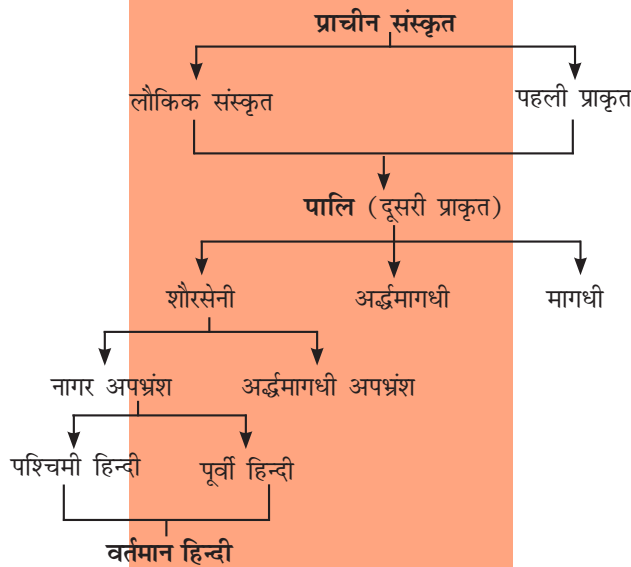 प्राचीन संस्कृत
लौकिक संस्कृत पहली प्राकृत
पालि (दूसरी प्राकृत)
शौरसेनी अर्द्धमागधी मागधी
नागर अपभ्रंश अर्द्धमागधी अपभ्रंश
पश्चिमी हिन्दी पूर्वी हिन्दी
वर्तमान हिन्दी